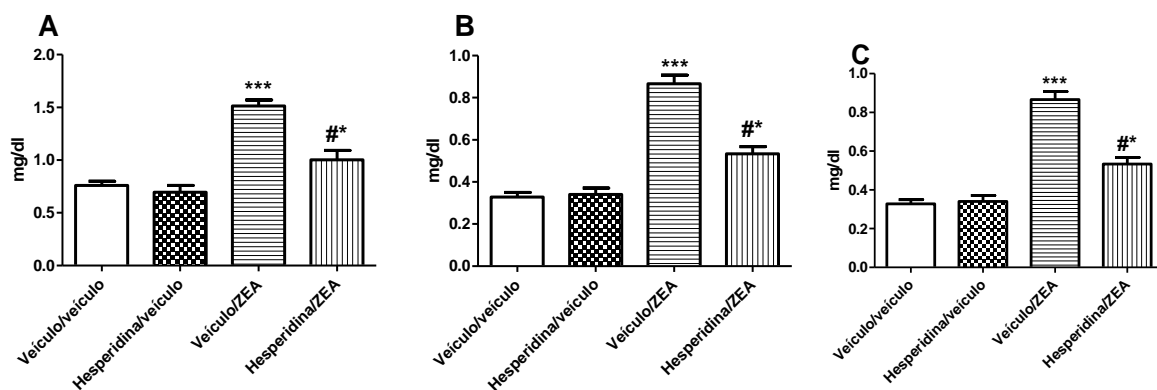 A
mg/dl
2.0
1.5
1.0
0.5
0.0
***
#*
Veículo/veículo
Hesperidina/veículo
Veículo/ZEA
Hesperidina/ZEA
B
mg/dl
1.0
0.8
0.6
0.4
0.2
0.0
***
#*
Veículo/veículo
Hesperidina/veículo
Veículo/ZEA
Hesperidina/ZEA
C
mg/dl
1.0
0.8
0.6
0.4
0.2
0.0
***
#*
Veículo/veículo
Hesperidina/veículo
Veículo/ZEA
Hesperidina/ZEA